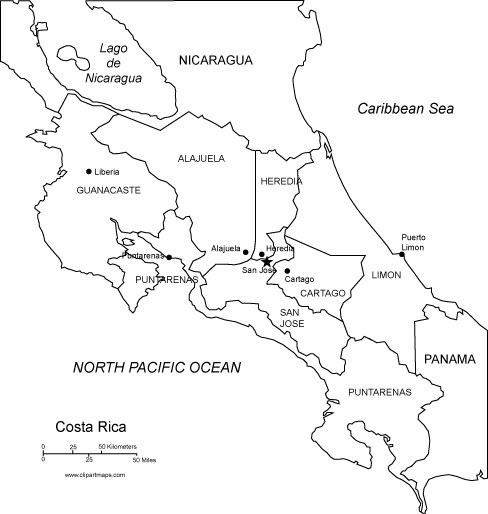 Lago
de
Nicaragua
NICARAGUA
Caribbean Sea
ALAJUELA
Liberia
HEREDIA
GUANACASTE
Puerto
Limon
Alajuela
Heredia
Puntarenas
San Jose
LIMON
Cartago
PUNTARENAS
CARTAGO
SAN
JOSE
PANAMA
NORTH PACIFIC OCEAN
PUNTARENAS
Costa Rica
0 25 50 Kilometers
0 25 50 Miles
www.clipartmaps.com